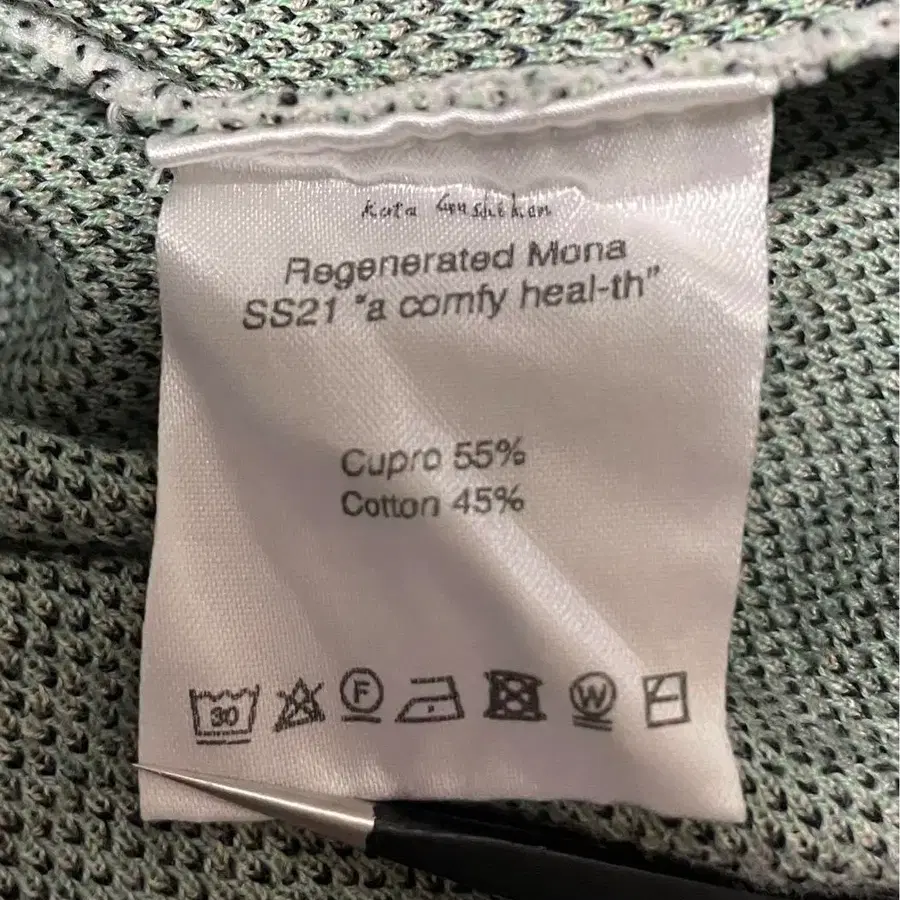 Kota Gushiken
Regenerated Mona
SS21 "a comfy heal-th"
Cupro 55%
Cotton 45%
30 F W